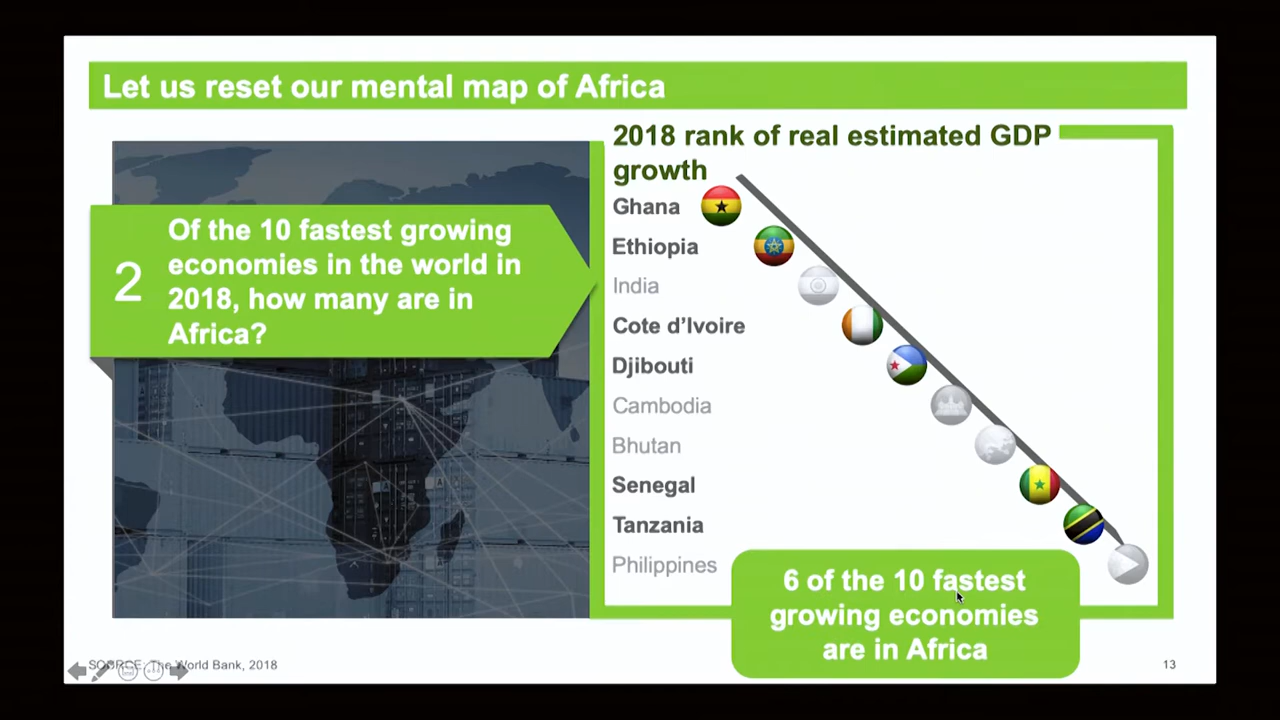 Let us reset our mental map of Africa
2
Of the 10 fastest growing
economies in the world in
2018, how many are in
Africa?
2018 rank of real estimated GDP
growth
Ghana
Ethiopia
India
Cote d’Ivoire
Djibouti
Cambodia
Bhutan
Senegal
Tanzania
Philippines
6 of the 10 fastest
growing economies
are in Africa
SOURCE: The World Bank, 2018
13